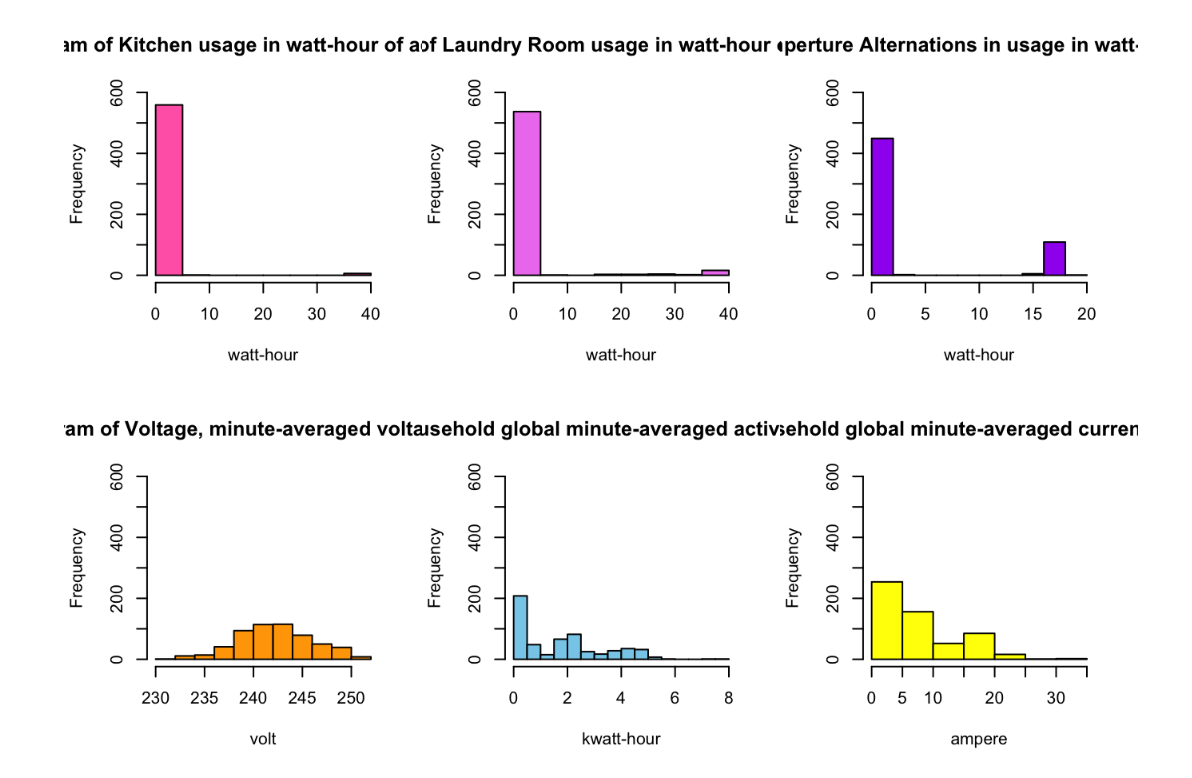 am of Kitchen usage in watt-hour of a
Frequency
0 200 400 600
0 10 20 30 40
watt-hour
of Laundry Room usage in watt-hour
Frequency
0 200 400 600
0 10 20 30 40
watt-hour
perture Alternations in usage in watt-
Frequency
0 200 400 600
0 5 10 15 20
watt-hour
am of Voltage, minute-averaged volta
Frequency
0 200 400 600
230 235 240 245 250
volt
usehold global minute-averaged activ
Frequency
0 200 400 600
0 2 4 6 8
kwatt-hour
sehold global minute-averaged curren
Frequency
0 200 400 600
0 5 10 20 30
ampere